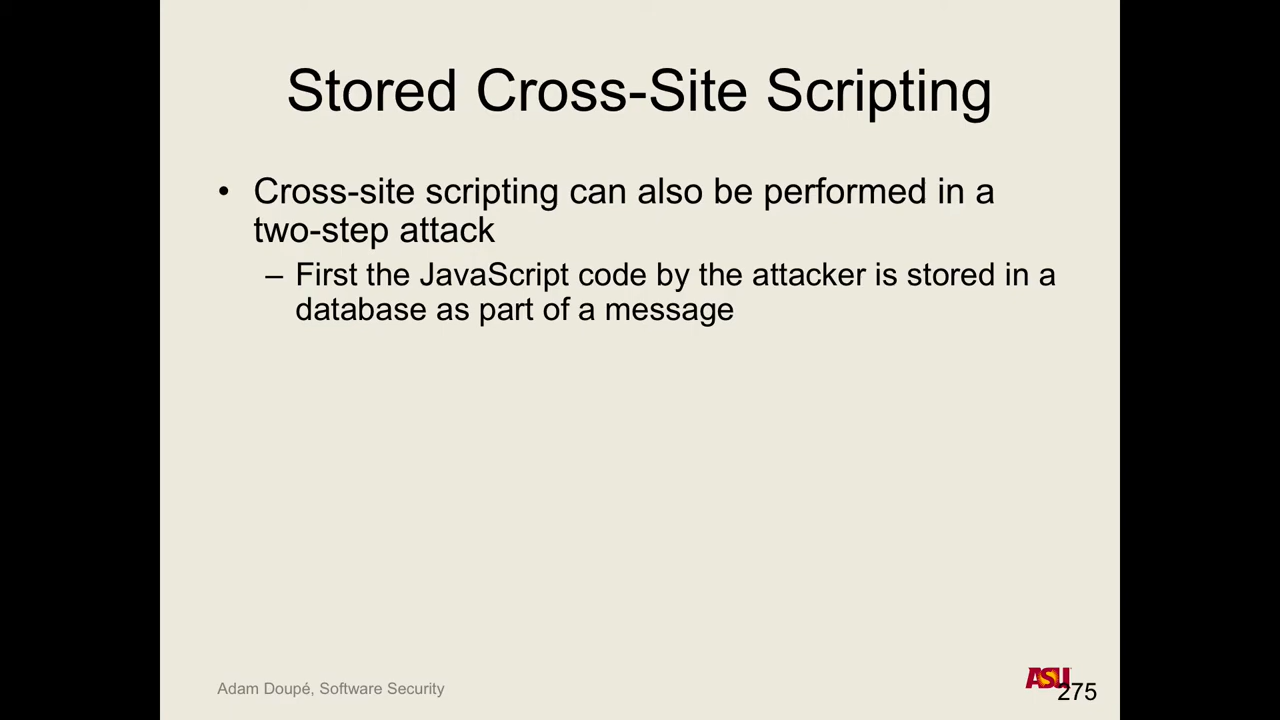 Stored Cross-Site Scripting
• Cross-site scripting can also be performed in a
two-step attack
– First the JavaScript code by the attacker is stored in a
database as part of a message
Adam Doupé, Software Security
ASU
275